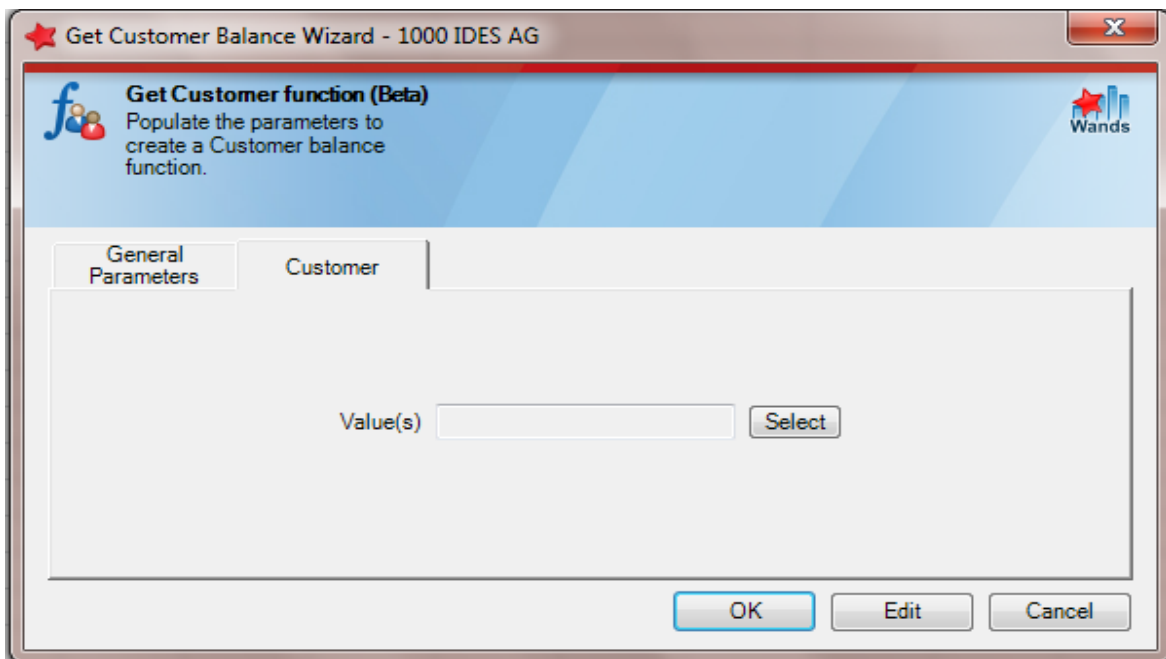 Get Customer Balance Wizard - 1000 IDES AG
Get Customer function (Beta)
Populate the parameters to
create a Customer balance
function.
Wands
General
Parameters
Customer
Value(s)
Select
OK
Edit
Cancel